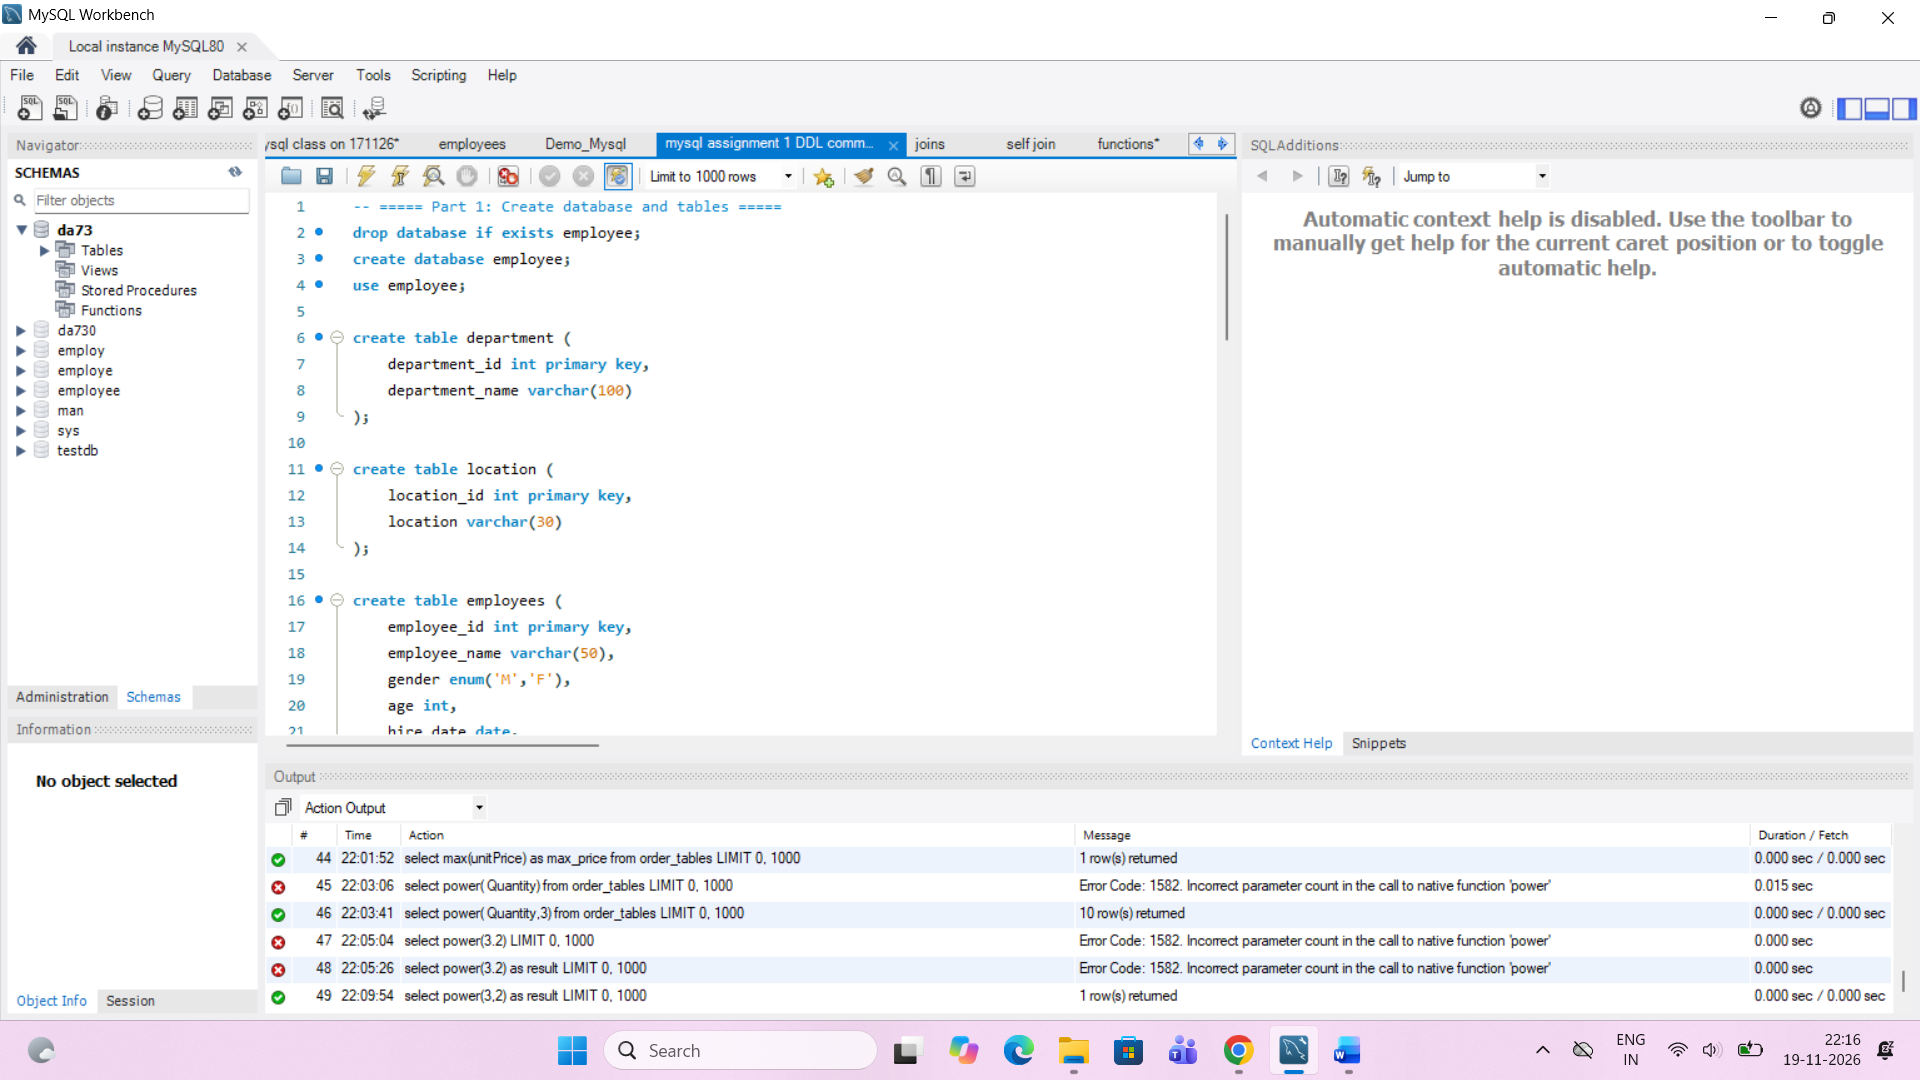 MySQL Workbench
Local instance MySQL80
File Edit View Query Database Server Tools Scripting Help
Navigator
SCHEMAS
Filter objects
da73
Tables
Views
Stored Procedures
Functions
da730
employ
employe
employee
man
sys
testdb
Administration Schemas
Information
No object selected
Object Info Session
ysql class on 171126* employees Demo_Mysql mysql assignment 1 DDL comm... joins self join functions*
Limit to 1000 rows
1 -- ===== Part 1: Create database and tables =====
2 drop database if exists employee;
3 create database employee;
4 use employee;
5
6 create table department (
7 department_id int primary key,
8 department_name varchar(100)
9 );
10
11 create table location (
12 location_id int primary key,
13 location varchar(30)
14 );
15
16 create table employees (
17 employee_id int primary key,
18 employee_name varchar(50),
19 gender enum('M','F'),
20 age int,
21 hire_date date,
SQLAdditions
Jump to
Automatic context help is disabled. Use the toolbar to
manually get help for the current caret position or to toggle
automatic help.
Context Help Snippets
Output
Action Output
# Time Action Message Duration / Fetch
44 22:01:52 select max(unitPrice) as max_price from order_tables LIMIT 0, 1000 1 row(s) returned 0.000 sec / 0.000 sec
45 22:03:06 select power( Quantity) from order_tables LIMIT 0, 1000 Error Code: 1582. Incorrect parameter count in the call to native function 'power' 0.015 sec
46 22:03:41 select power( Quantity,3) from order_tables LIMIT 0, 1000 10 row(s) returned 0.000 sec / 0.000 sec
47 22:05:04 select power(3.2) LIMIT 0, 1000 Error Code: 1582. Incorrect parameter count in the call to native function 'power' 0.000 sec
48 22:05:26 select power(3.2) as result LIMIT 0, 1000 Error Code: 1582. Incorrect parameter count in the call to native function 'power' 0.000 sec
49 22:09:54 select power(3,2) as result LIMIT 0, 1000 1 row(s) returned 0.000 sec / 0.000 sec
Search
ENG
IN
22:16
19-11-2026